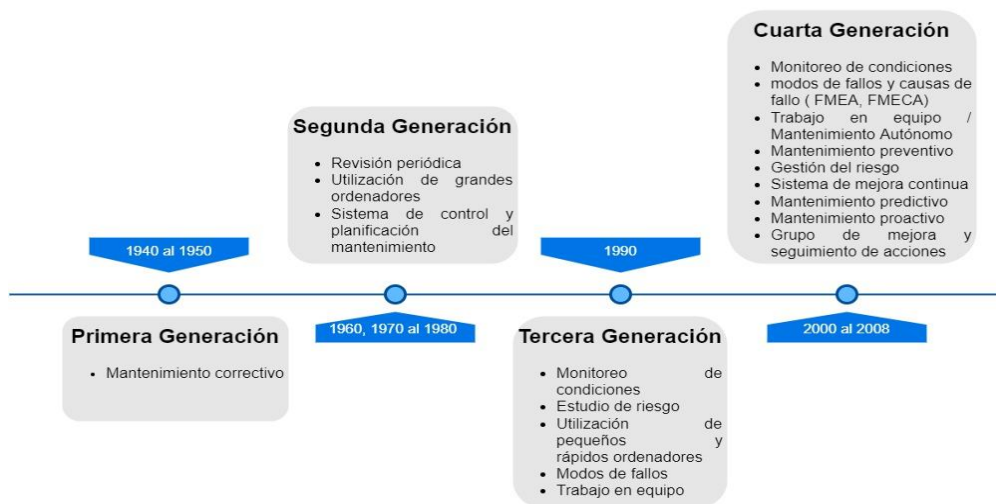 Primera Generación
• Mantenimiento correctivo
1940 al 1950
Segunda Generación
• Revisión periódica
• Utilización de grandes
ordenadores
• Sistema de control y
planificación del
mantenimiento
1960, 1970 al 1980
1990
Tercera Generación
• Monitoreo de
condiciones
• Estudio de riesgo
• Utilización de
pequeños y
rápidos ordenadores
• Modos de fallos
• Trabajo en equipo
Cuarta Generación
• Monitoreo de condiciones
• modos de fallos y causas de
fallo ( FMEA, FMECA)
• Trabajo en equipo /
Mantenimiento Autónomo
• Mantenimiento preventivo
• Gestión del riesgo
• Sistema de mejora continua
• Mantenimiento predictivo
• Mantenimiento proactivo
• Grupo de mejora y
seguimiento de acciones
2000 al 2008